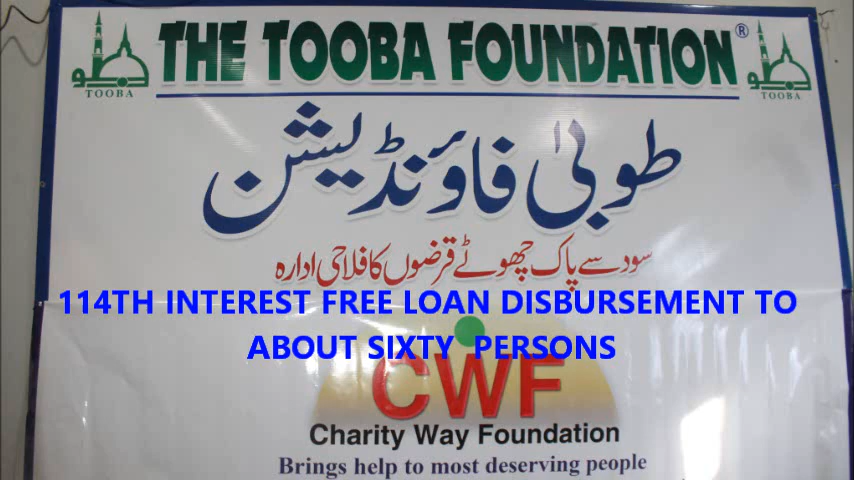 THE TOOBA FOUNDATION®
TOOBA
TOOBA
طوبیٰ فاؤنڈیشن
سود سے پاک چھوٹے قرضوں کا فلاحی ادارہ
114TH INTEREST FREE LOAN DISBURSEMENT TO
ABOUT SIXTY PERSONS
CWF
Charity Way Foundation
Brings help to most deserving people